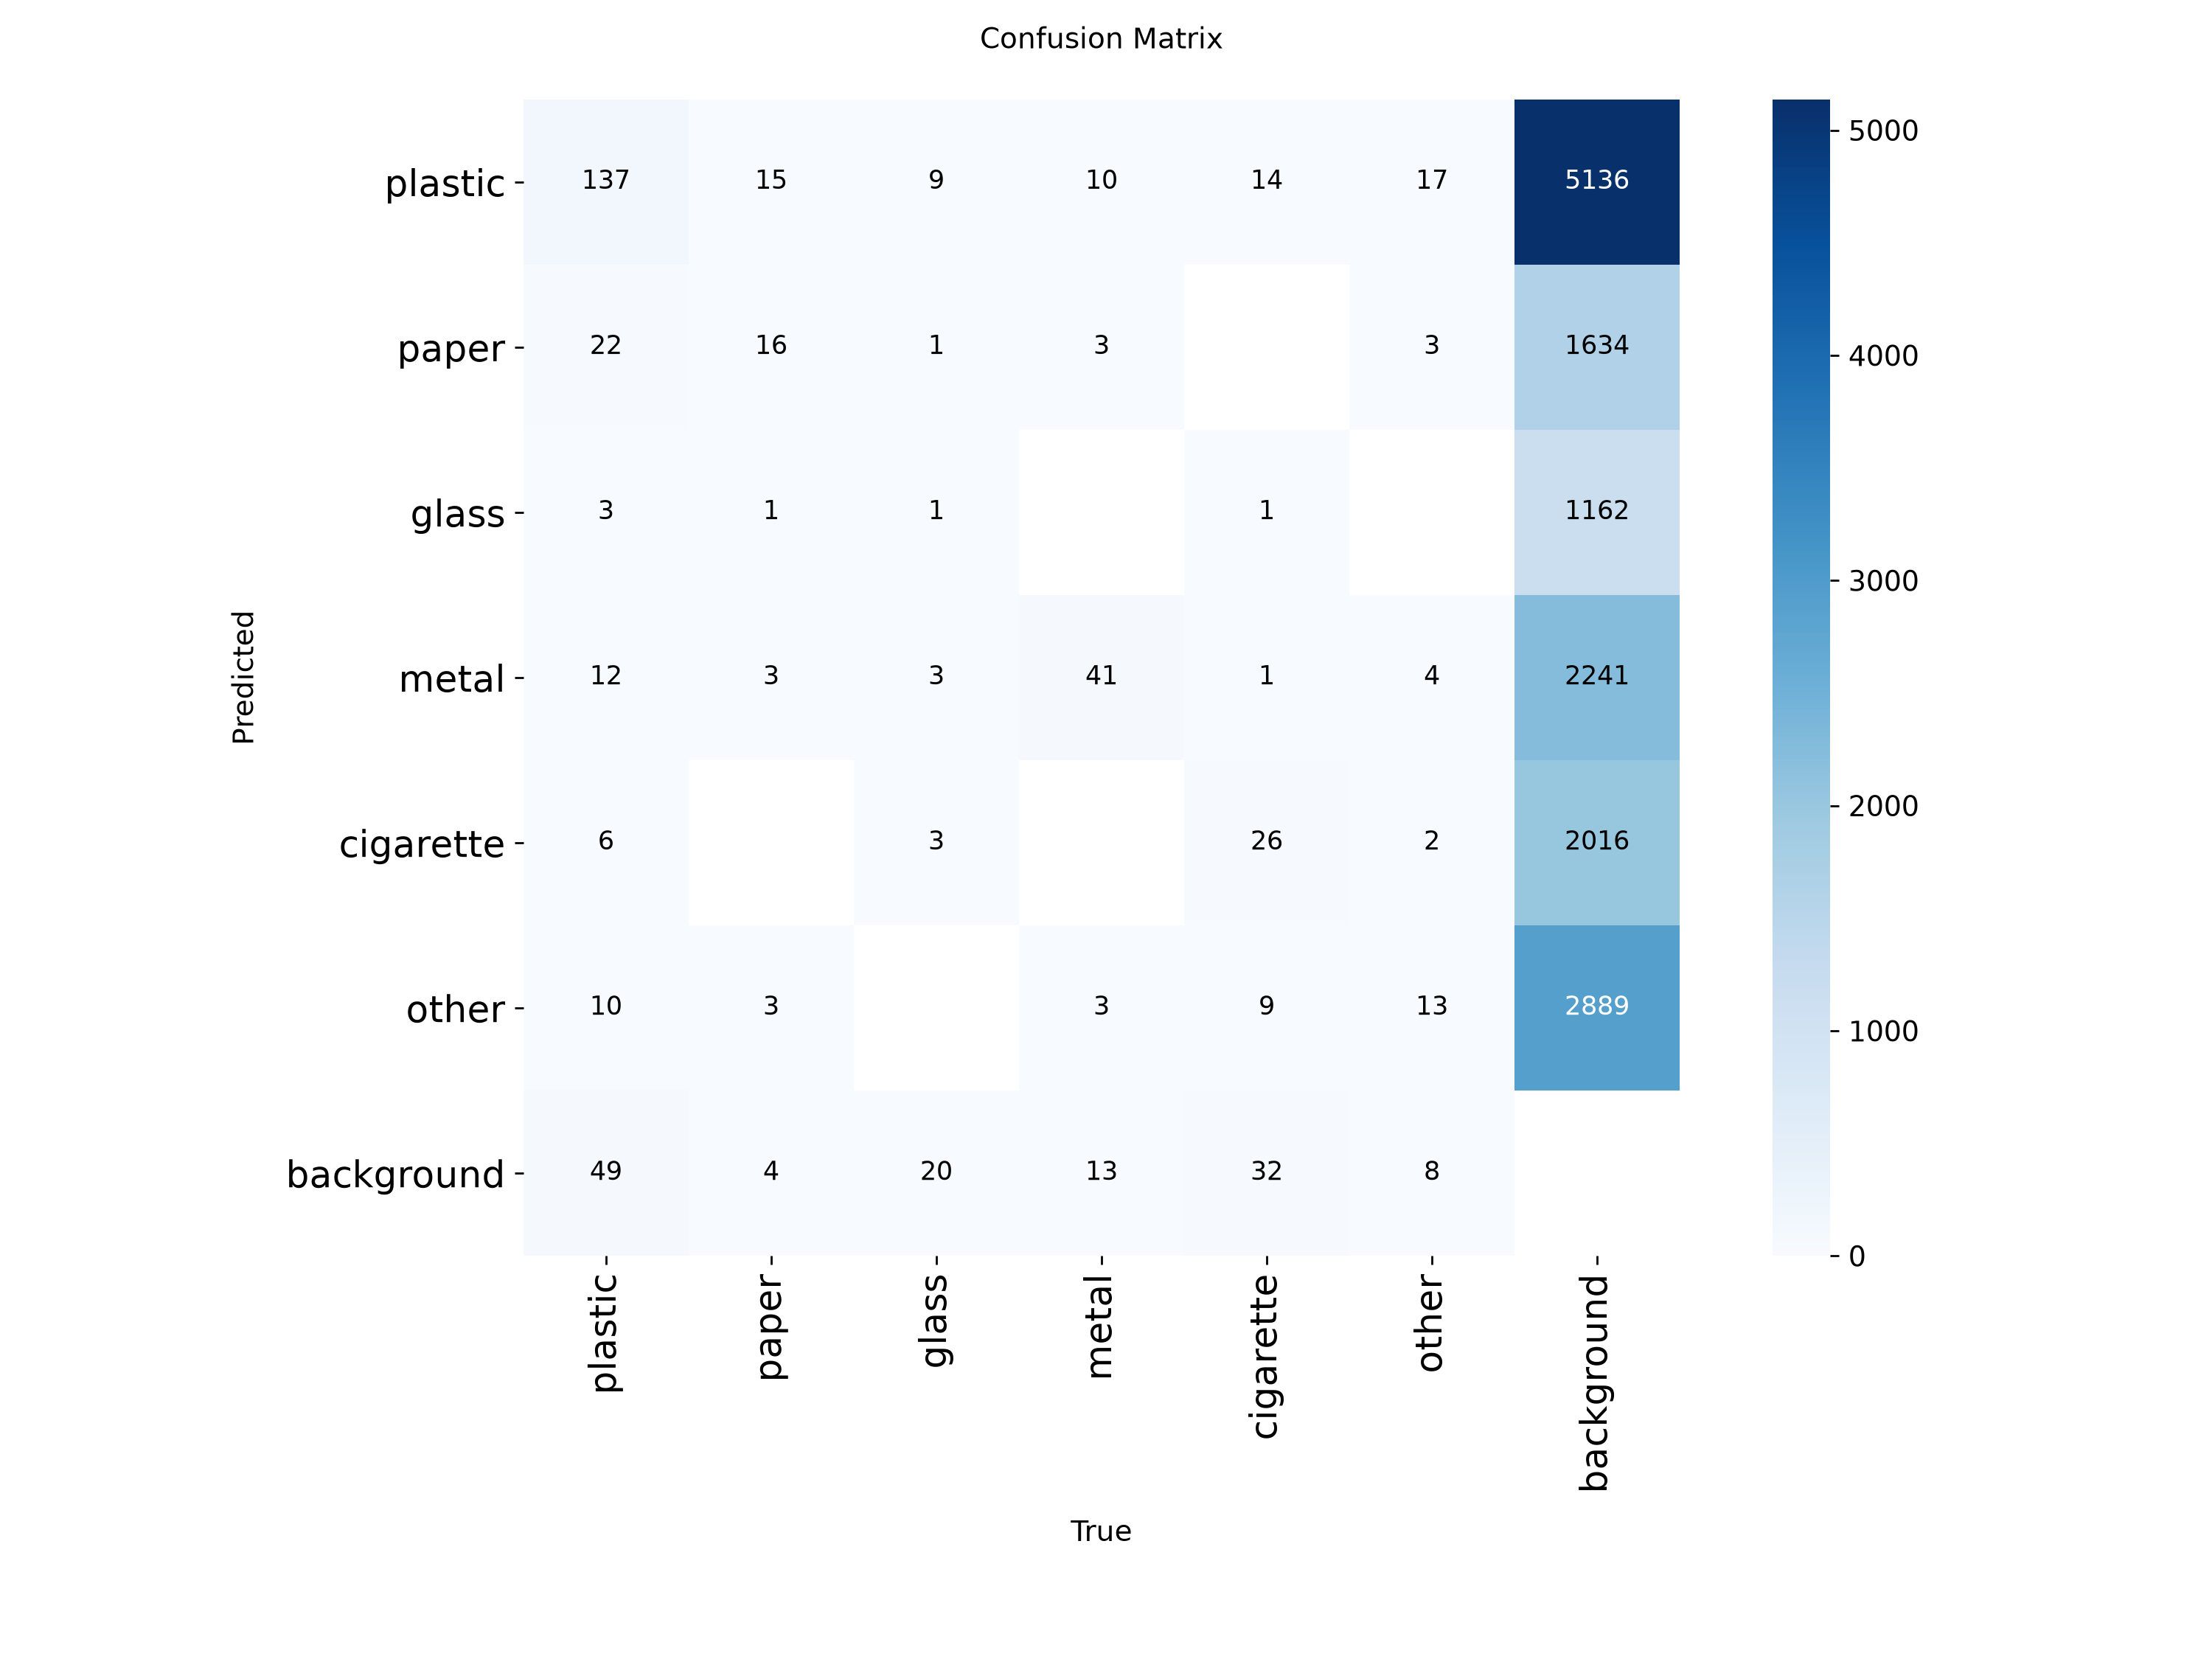 Confusion Matrix
plastic 137 15 9 10 14 17 5136
paper 22 16 1 3 3 1634
glass 3 1 1 1 1162
metal 12 3 3 41 1 4 2241
cigarette 6 3 26 2 2016
other 10 3 3 9 13 2889
background 49 4 20 13 32 8
Predicted
plastic paper glass metal cigarette other background
True
5000
4000
3000
2000
1000
0